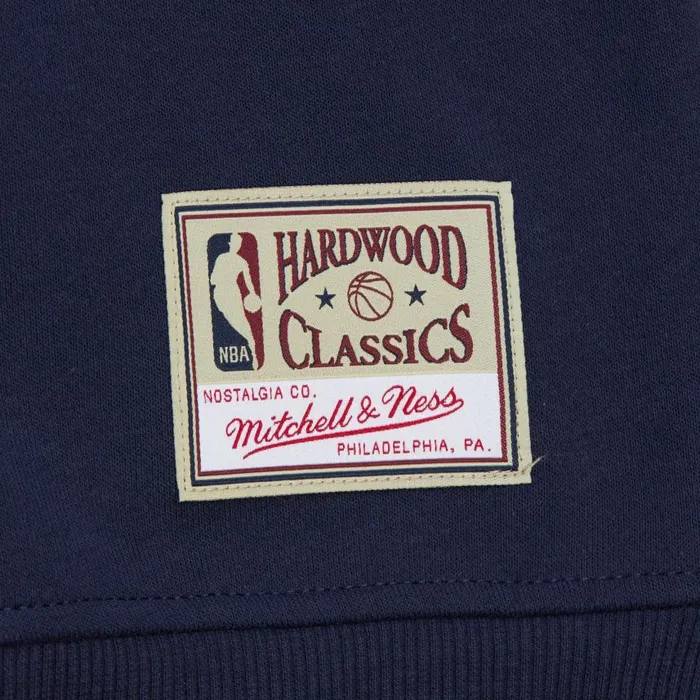 HARDWOOD
CLASSICS
NBA
NOSTALGIA CO.
Mitchell & Ness
PHILADELPHIA, PA.